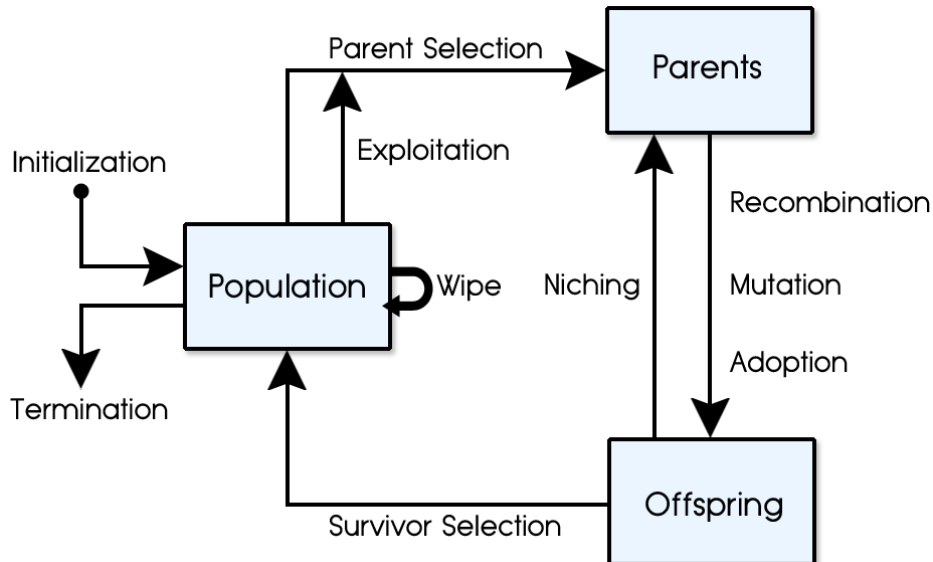 Parent Selection
Parents
Exploitation
Initialization
Recombination
Population
Wipe
Niching
Mutation
Adoption
Termination
Offspring
Survivor Selection